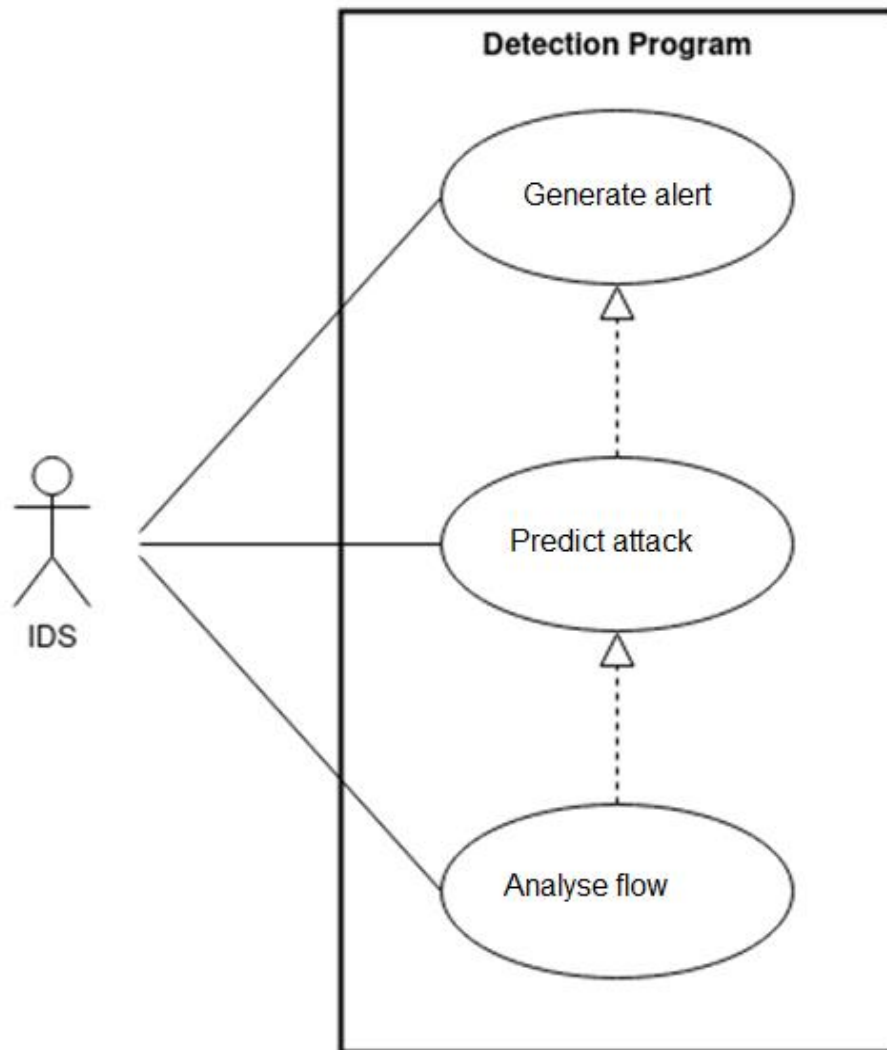 Detection Program
Generate alert
Predict attack
IDS
Analyse flow